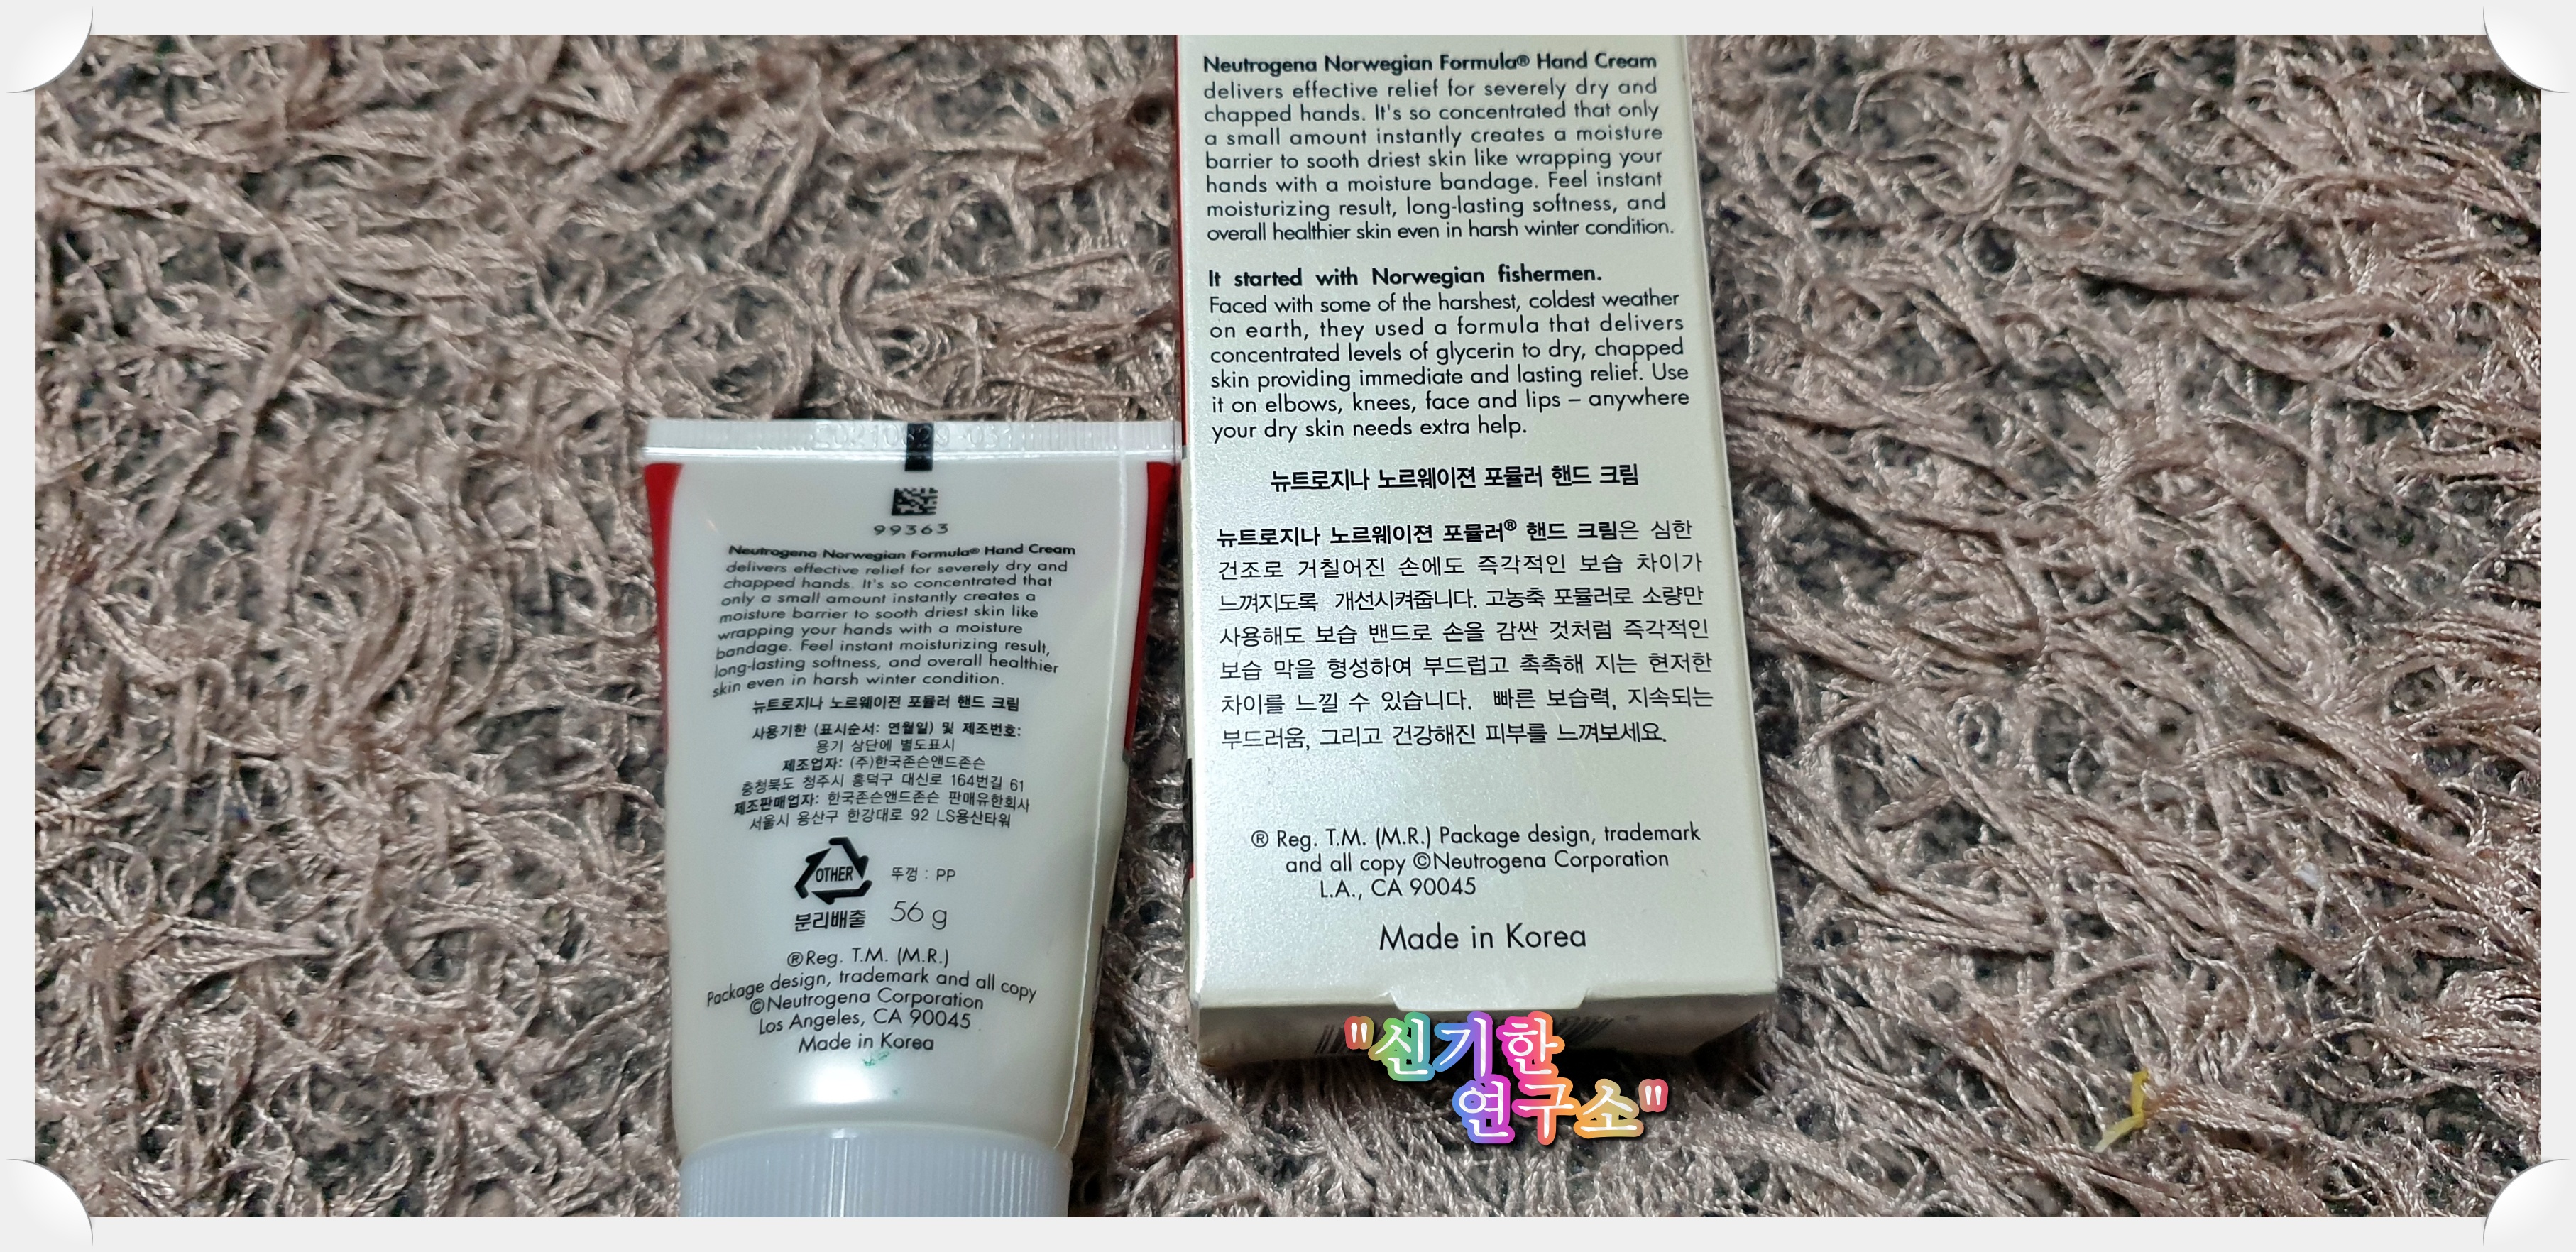 Neutrogena Norwegian Formula® Hand Cream
delivers effective relief for severely dry and
chapped hands. It's so concentrated that only
a small amount instantly creates a moisture
barrier to sooth driest skin like wrapping your
hands with a moisture bandage. Feel instant
moisturizing result, long-lasting softness, and
overall healthier skin even in harsh winter condition.
It started with Norwegian fishermen.
Faced with some of the harshest, coldest weather
on earth, they used a formula that delivers
concentrated levels of glycerin to dry, chapped
skin providing immediate and lasting relief. Use
it on elbows, knees, face and lips – anywhere
your dry skin needs extra help.
뉴트로지나 노르웨이젼 포뮬러 핸드 크림
뉴트로지나 노르웨이젼 포뮬러® 핸드 크림은 심한
건조로 거칠어진 손에도 즉각적인 보습 차이가
느껴지도록 개선시켜줍니다. 고농축 포뮬러로 소량만
사용해도 보습 밴드로 손을 감싼 것처럼 즉각적인
보습 막을 형성하여 부드럽고 촉촉해 지는 현저한
차이를 느낄 수 있습니다. 빠른 보습력, 지속되는
부드러움, 그리고 건강해진 피부를 느껴보세요.
® Reg. T.M. (M.R.) Package design, trademark
and all copy ©Neutrogena Corporation
L.A., CA 90045
Made in Korea
99363
Neutrogena Norwegian Formula® Hand Cream
delivers effective relief for severely dry and
chapped hands. It's so concentrated that
only a small amount instantly creates a
moisture barrier to sooth driest skin like
wrapping your hands with a moisture
bandage. Feel instant moisturizing result,
long-lasting softness, and overall healthier
skin even in harsh winter condition.
뉴트로지나 노르웨이젼 포뮬러 핸드 크림
사용기한 (표시순서: 연월일) 및 제조번호:
용기 상단에 별도표시
제조업자: (주)한국존슨앤드존슨
충청북도 청주시 흥덕구 대신로 164번길 61
제조판매업자: 한국존슨앤드존슨 판매유한회사
서울시 용산구 한강대로 92 LS용산타워
OTHER 뚜껑 : PP
분리배출 56 g
®Reg. T.M. (M.R.)
Package design, trademark and all copy
©Neutrogena Corporation
Los Angeles, CA 90045
Made in Korea
"신기한
연구소"